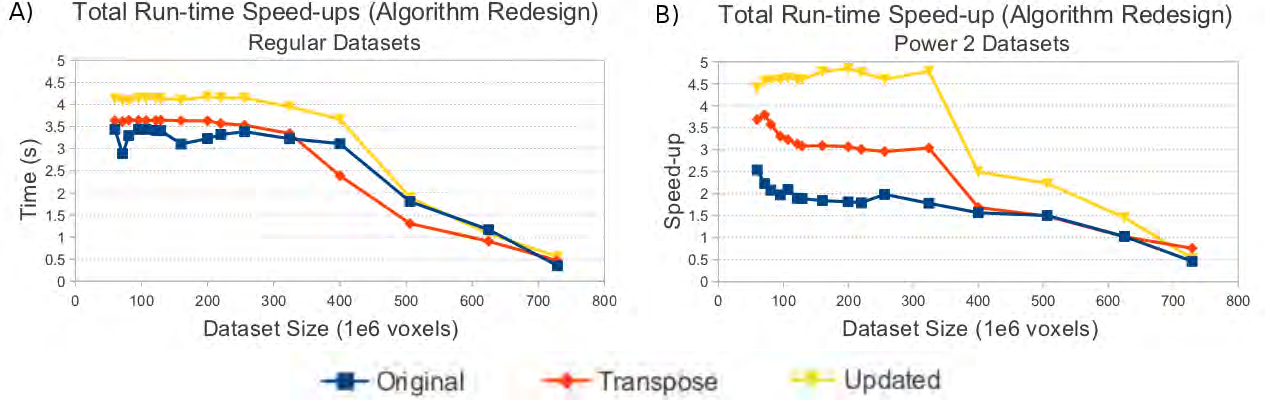 A)
Total Run-time Speed-ups (Algorithm Redesign)
Regular Datasets
5
4.5
4
3.5
3
2.5
2
1.5
1
0.5
0
Time (s)
0 100 200 300 400 500 600 700 800
Dataset Size (1e6 voxels)
B)
Total Run-time Speed-up (Algorithm Redesign)
Power 2 Datasets
5
4.5
4
3.5
3
2.5
2
1.5
1
0.5
0
Speed-up
0 100 200 300 400 500 600 700 800
Dataset Size (1e6 voxels)
Original Transpose Updated